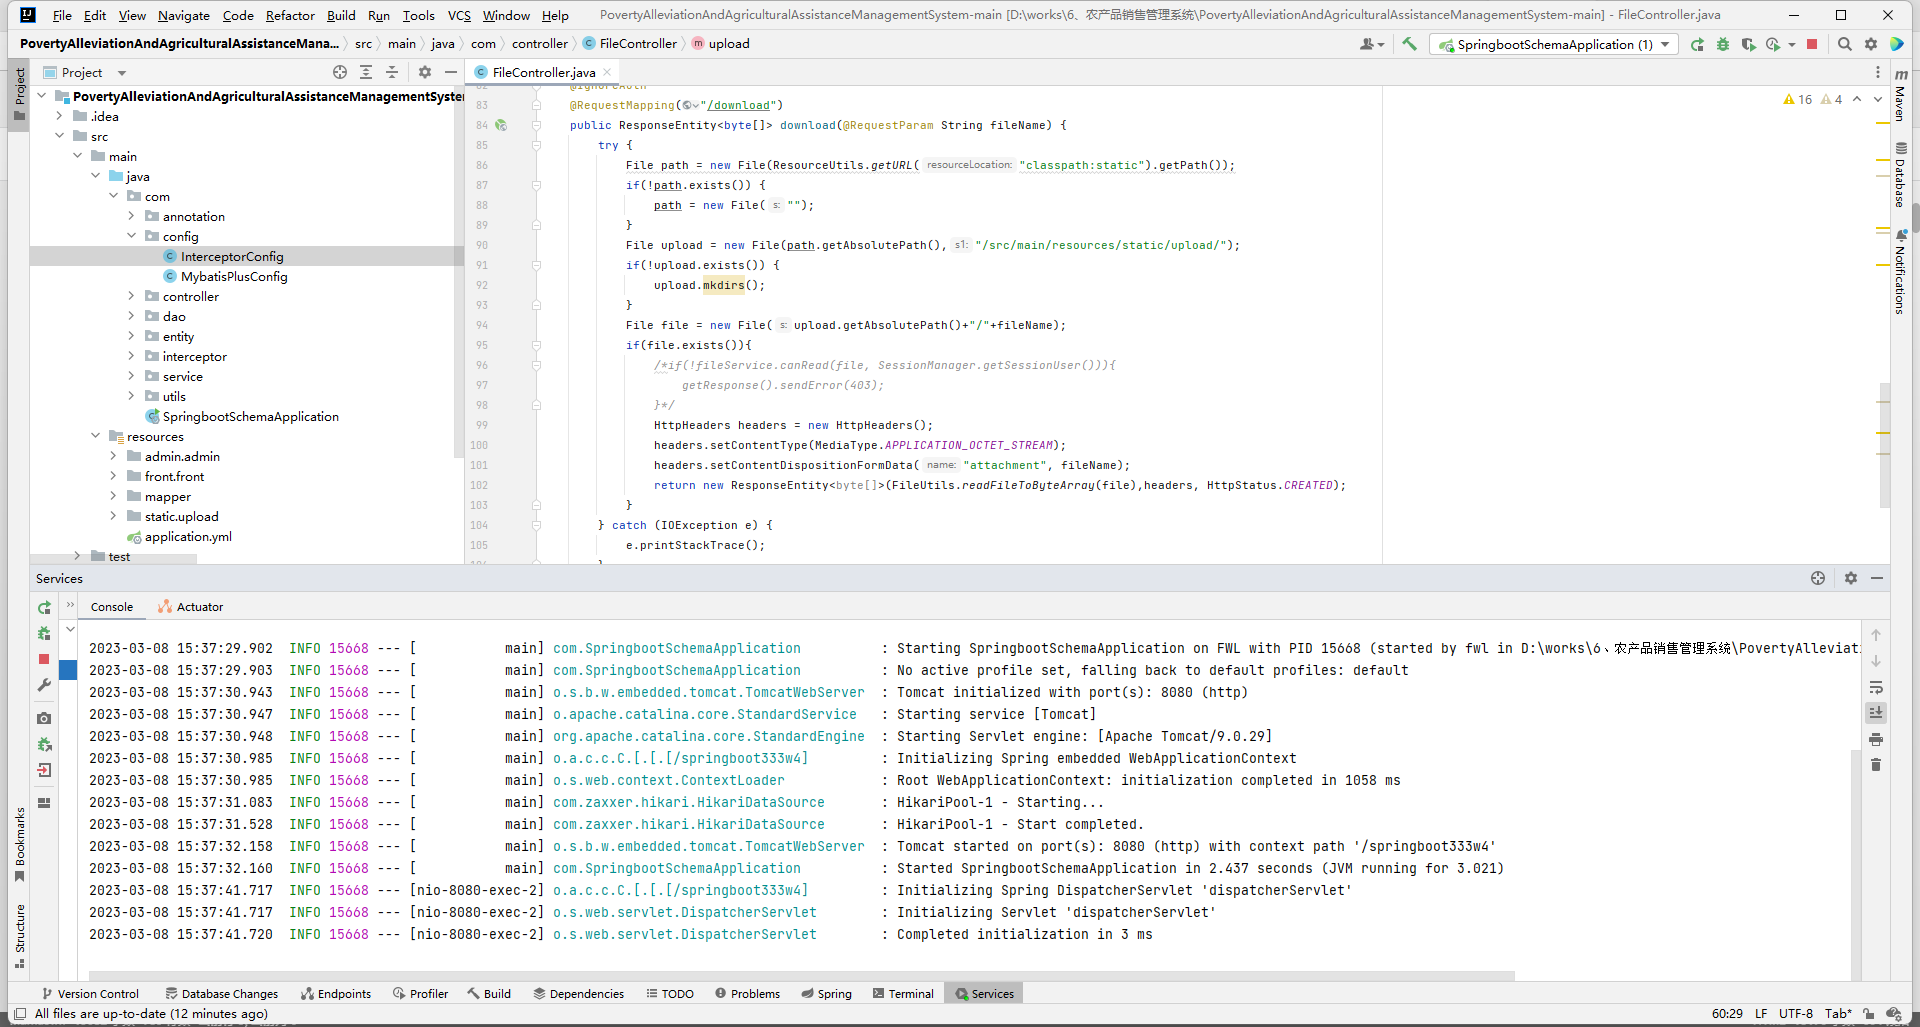 File Edit View Navigate Code Refactor Build Run Tools VCS Window Help PovertyAlleviationAndAgriculturalAssistanceManagementSystem-main [D:\works\6、农产品销售管理系统\PovertyAlleviationAndAgriculturalAssistanceManagementSystem-main] - FileController.java
PovertyAlleviationAndAgriculturalAssistanceMana... src main java com controller FileController upload SpringbootSchemaApplication (1)
Project
Project
FileController.java
PovertyAlleviationAndAgriculturalAssistanceManagementSyste
.idea
src
main
java
com
annotation
config
InterceptorConfig
MybatisPlusConfig
controller
dao
entity
interceptor
service
utils
SpringbootSchemaApplication
resources
admin.admin
front.front
mapper
static.upload
application.yml
test
16 4
82 @IgnoreAuth
83 @RequestMapping("/download")
84 public ResponseEntity<byte[]> download(@RequestParam String fileName) {
85 try {
86 File path = new File(ResourceUtils.getURL( resourceLocation: "classpath:static").getPath());
87 if(!path.exists()) {
88 path = new File( s: "");
89 }
90 File upload = new File(path.getAbsolutePath(), s1: "/src/main/resources/static/upload/");
91 if(!upload.exists()) {
92 upload.mkdirs();
93 }
94 File file = new File( s: upload.getAbsolutePath()+"/"+fileName);
95 if(file.exists()){
96 /*if(!fileService.canRead(file, SessionManager.getSessionUser())){
97 getResponse().sendError(403);
98 }*/
99 HttpHeaders headers = new HttpHeaders();
100 headers.setContentType(MediaType.APPLICATION_OCTET_STREAM);
101 headers.setContentDispositionFormData( name: "attachment", fileName);
102 return new ResponseEntity<byte[]>(FileUtils.readFileToByteArray(file),headers, HttpStatus.CREATED);
103 }
104 } catch (IOException e) {
105 e.printStackTrace();
Maven
Database
Notifications
Services
Console Actuator
2023-03-08 15:37:29.902 INFO 15668 --- [ main] com.SpringbootSchemaApplication : Starting SpringbootSchemaApplication on FWL with PID 15668 (started by fwl in D:\works\6、农产品销售管理系统\PovertyAlleviati
2023-03-08 15:37:29.903 INFO 15668 --- [ main] com.SpringbootSchemaApplication : No active profile set, falling back to default profiles: default
2023-03-08 15:37:30.943 INFO 15668 --- [ main] o.s.b.w.embedded.tomcat.TomcatWebServer : Tomcat initialized with port(s): 8080 (http)
2023-03-08 15:37:30.947 INFO 15668 --- [ main] o.apache.catalina.core.StandardService : Starting service [Tomcat]
2023-03-08 15:37:30.948 INFO 15668 --- [ main] org.apache.catalina.core.StandardEngine : Starting Servlet engine: [Apache Tomcat/9.0.29]
2023-03-08 15:37:30.985 INFO 15668 --- [ main] o.a.c.c.C.[.[.[/springboot333w4] : Initializing Spring embedded WebApplicationContext
2023-03-08 15:37:30.985 INFO 15668 --- [ main] o.s.web.context.ContextLoader : Root WebApplicationContext: initialization completed in 1058 ms
2023-03-08 15:37:31.083 INFO 15668 --- [ main] com.zaxxer.hikari.HikariDataSource : HikariPool-1 - Starting...
2023-03-08 15:37:31.528 INFO 15668 --- [ main] com.zaxxer.hikari.HikariDataSource : HikariPool-1 - Start completed.
2023-03-08 15:37:32.158 INFO 15668 --- [ main] o.s.b.w.embedded.tomcat.TomcatWebServer : Tomcat started on port(s): 8080 (http) with context path '/springboot333w4'
2023-03-08 15:37:32.160 INFO 15668 --- [ main] com.SpringbootSchemaApplication : Started SpringbootSchemaApplication in 2.437 seconds (JVM running for 3.021)
2023-03-08 15:37:41.717 INFO 15668 --- [nio-8080-exec-2] o.a.c.c.C.[.[.[/springboot333w4] : Initializing Spring DispatcherServlet 'dispatcherServlet'
2023-03-08 15:37:41.717 INFO 15668 --- [nio-8080-exec-2] o.s.web.servlet.DispatcherServlet : Initializing Servlet 'dispatcherServlet'
2023-03-08 15:37:41.720 INFO 15668 --- [nio-8080-exec-2] o.s.web.servlet.DispatcherServlet : Completed initialization in 3 ms
Bookmarks
Structure
Version Control Database Changes Endpoints Profiler Build Dependencies TODO Problems Spring Terminal Services
All files are up-to-date (12 minutes ago) 60:29 LF UTF-8 Tab*